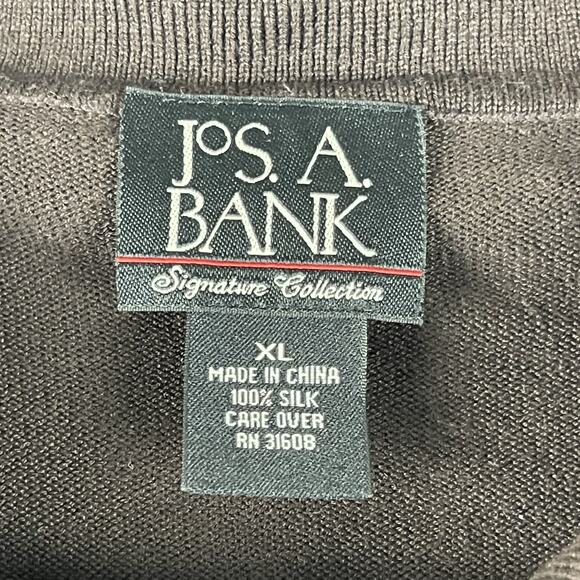 JOS. A.
BANK
Signature Collection
XL
MADE IN CHINA
100% SILK
CARE OVER
RN 31608